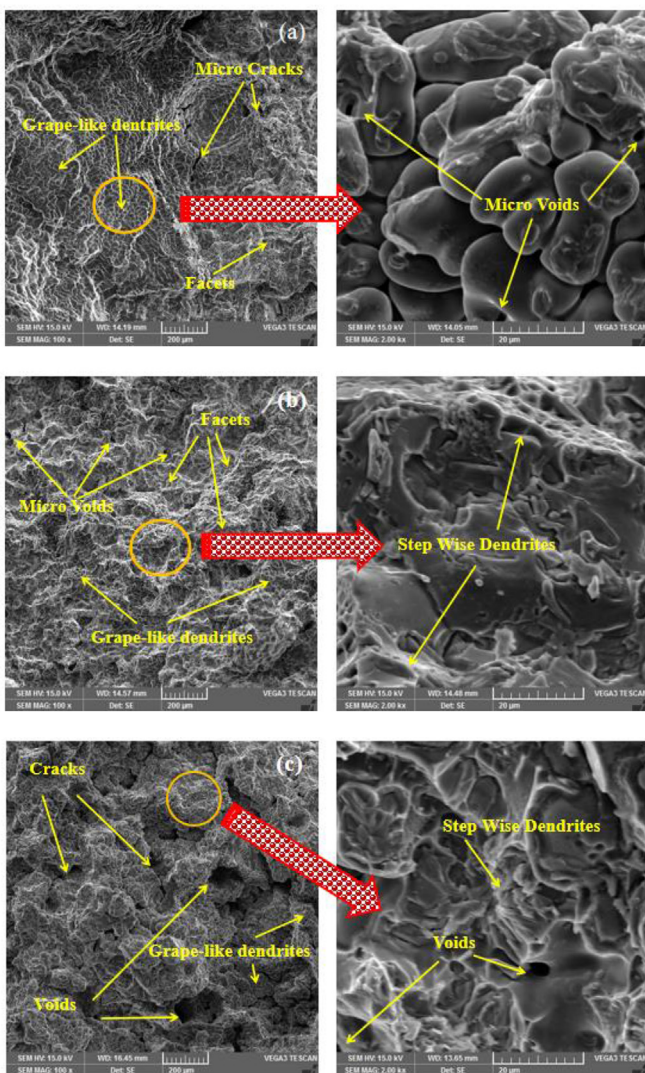 (a)
Micro Cracks
Grape-like dentrites
Facets
SEM HV: 15.0 kV WD: 14.19 mm VEGA3 TESCAN
SEM MAG: 100 x Det: SE 200 µm
Micro Voids
SEM HV: 15.0 kV WD: 14.05 mm VEGA3 TESCAN
SEM MAG: 2.00 kx Det: SE 20 µm
(b)
Facets
Micro Voids
Grape-like dendrites
SEM HV: 15.0 kV WD: 14.57 mm VEGA3 TESCAN
SEM MAG: 100 x Det: SE 200 µm
Step Wise Dendrites
SEM HV: 15.0 kV WD: 14.48 mm VEGA3 TESCAN
SEM MAG: 2.00 kx Det: SE 20 µm
(c)
Cracks
Grape-like dendrites
Voids
SEM HV: 15.0 kV WD: 16.45 mm VEGA3 TESCAN
SEM MAG: 100 x Det: SE 200 µm
Step Wise Dendrites
Voids
SEM HV: 15.0 kV WD: 13.65 mm VEGA3 TESCAN
SEM MAG: 2.00 kx Det: SE 20 µm